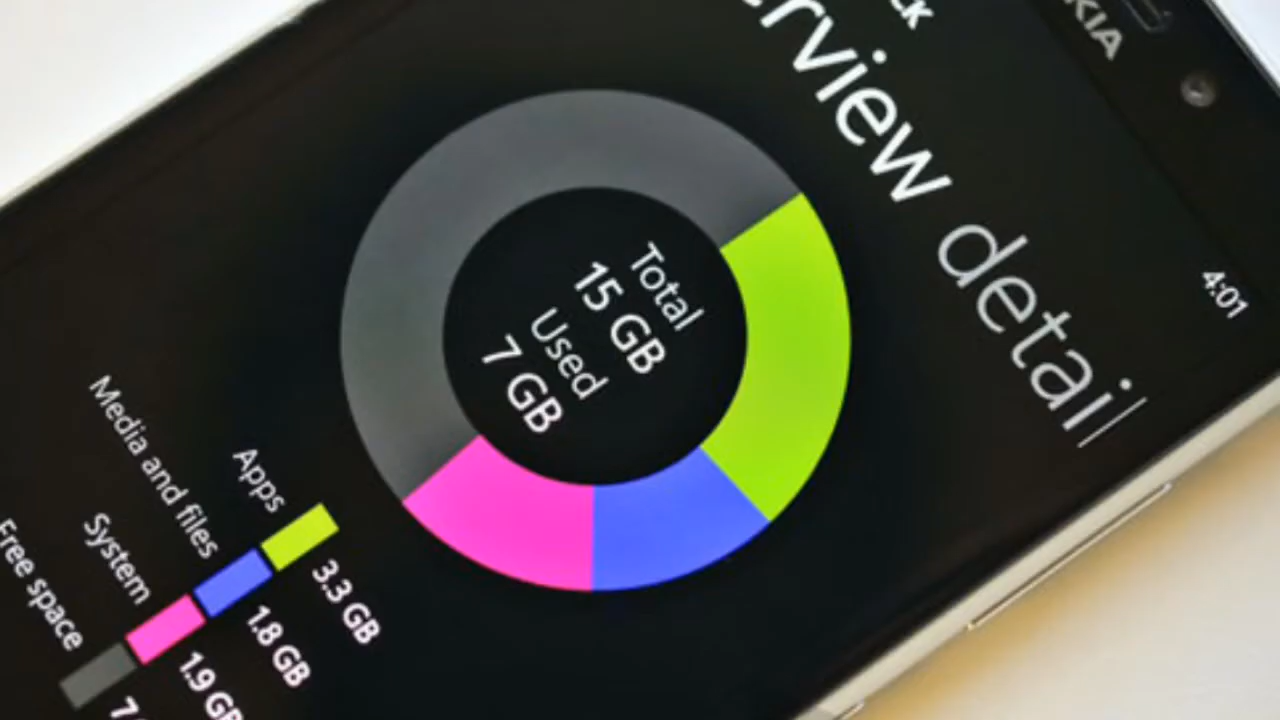 4:01
detail
Total
15 GB
Used
7 GB
Apps
3.3 GB
Media and files
1.8 GB
System
1.9 GB
Free space